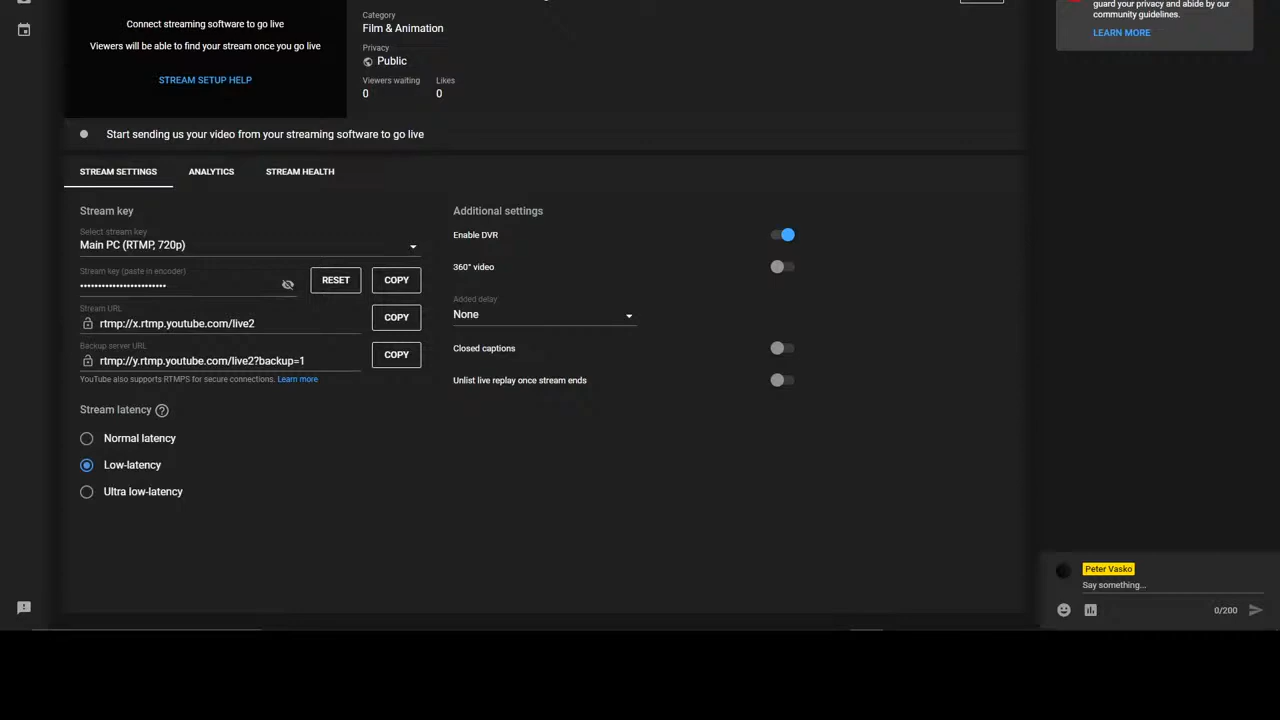 Connect streaming software to go live
Viewers will be able to find your stream once you go live
STREAM SETUP HELP
Category
Film & Animation
Privacy
Public
Viewers waiting Likes
0 0
guard your privacy and abide by our
community guidelines.
LEARN MORE
Start sending us your video from your streaming software to go live
STREAM SETTINGS ANALYTICS STREAM HEALTH
Stream key
Select stream key
Main PC (RTMP, 720p)
Stream key (paste in encoder)
•••••••••••••••••••••••• RESET COPY
Stream URL
rtmp://x.rtmp.youtube.com/live2 COPY
Backup server URL
rtmp://y.rtmp.youtube.com/live2?backup=1 COPY
YouTube also supports RTMPS for secure connections. Learn more
Stream latency
Normal latency
Low-latency
Ultra low-latency
Additional settings
Enable DVR
360° video
Added delay
None
Closed captions
Unlist live replay once stream ends
Peter Vasko
Say something...
0/200